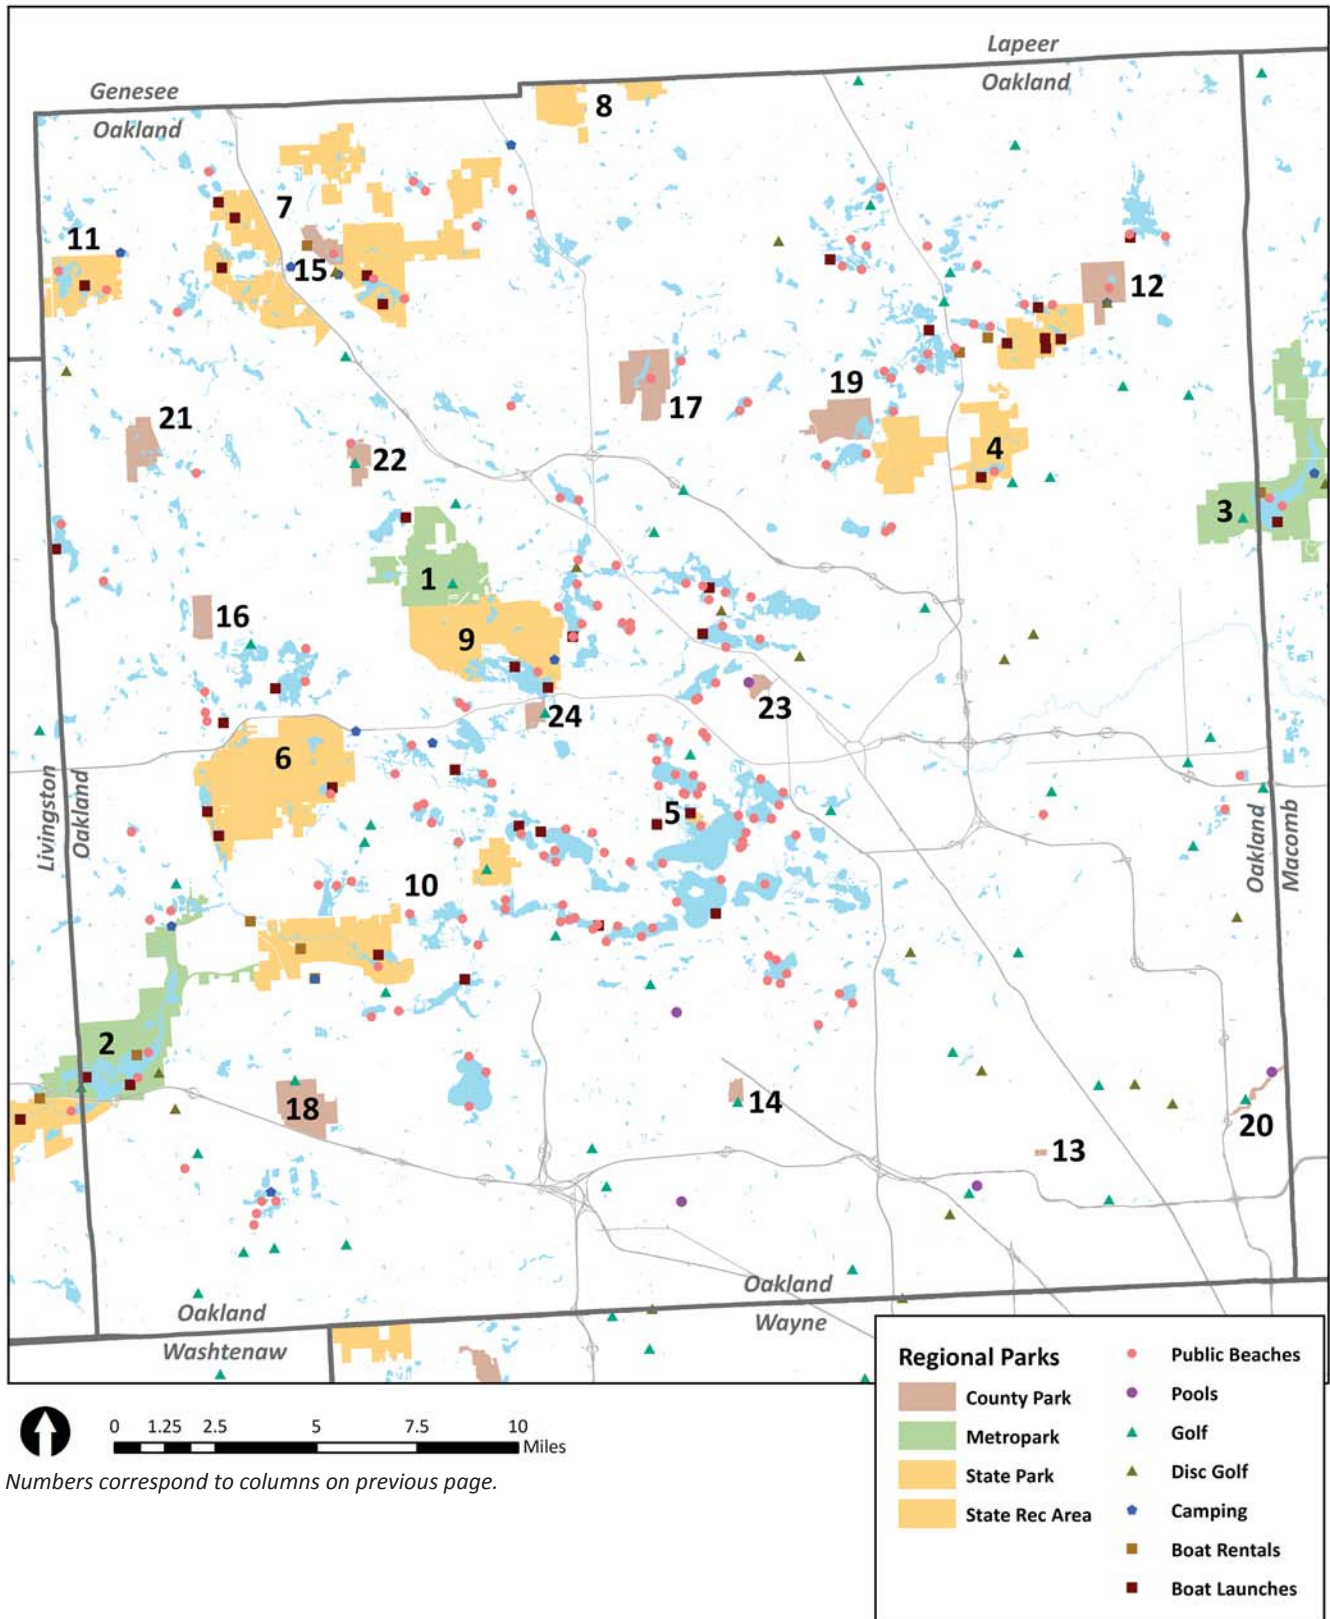 Lapeer
Oakland
Genesee
Oakland
8
7
11
15
12
17
19
21
22
4
3
1
16
9
24
23
6
5
Livingston
Oakland
Oakland
Macomb
10
2
18
14
13
20
Oakland
Wayne
Oakland
Washtenaw
Regional Parks
County Park
Metropark
State Park
State Rec Area
Public Beaches
Pools
Golf
Disc Golf
Camping
Boat Rentals
Boat Launches
0 1.25 2.5 5 7.5 10
Miles
Numbers correspond to columns on previous page.